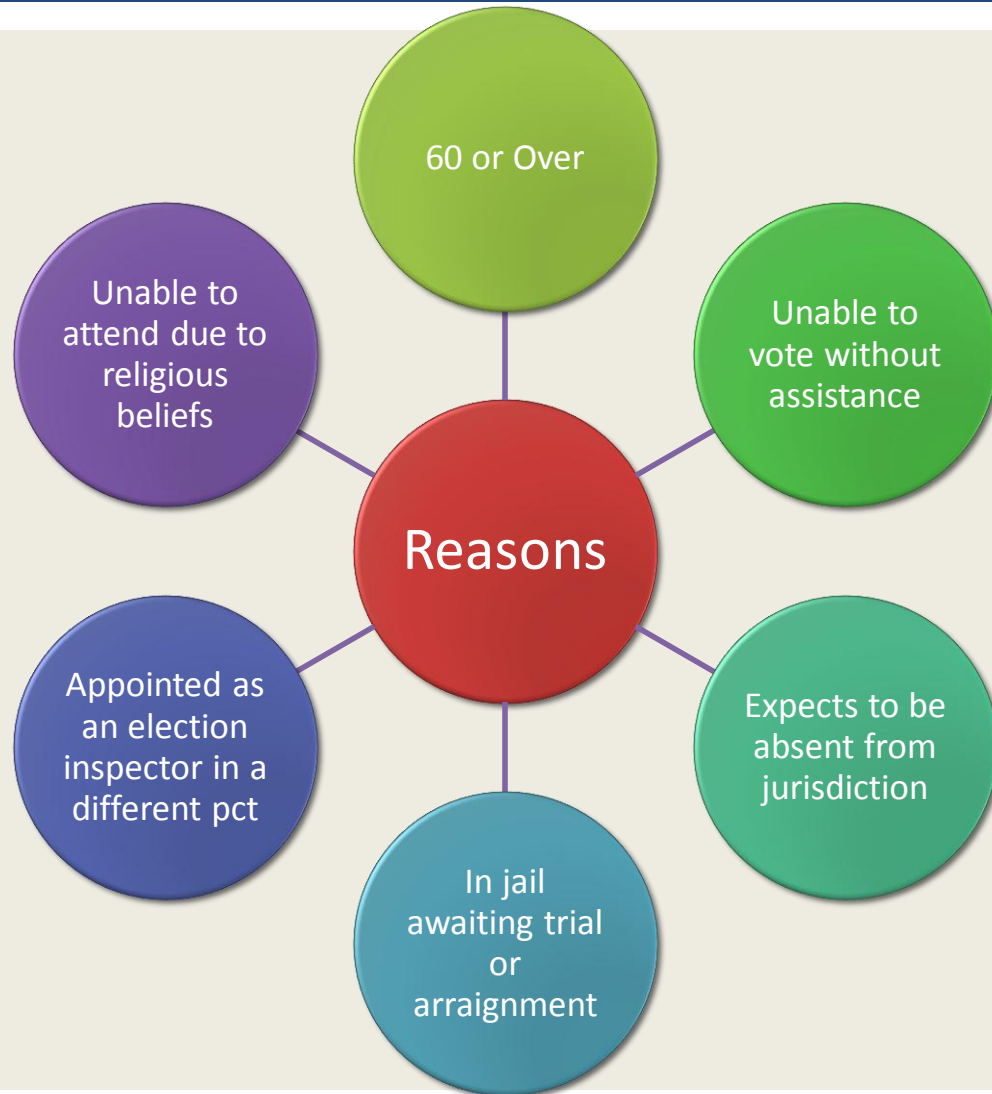 60 or Over
Unable to
vote without
assistance
Expects to be
absent from
jurisdiction
In jail
awaiting trial
or
arraignment
Appointed as
an election
inspector in a
different pct
Unable to
attend due to
religious
beliefs
Reasons